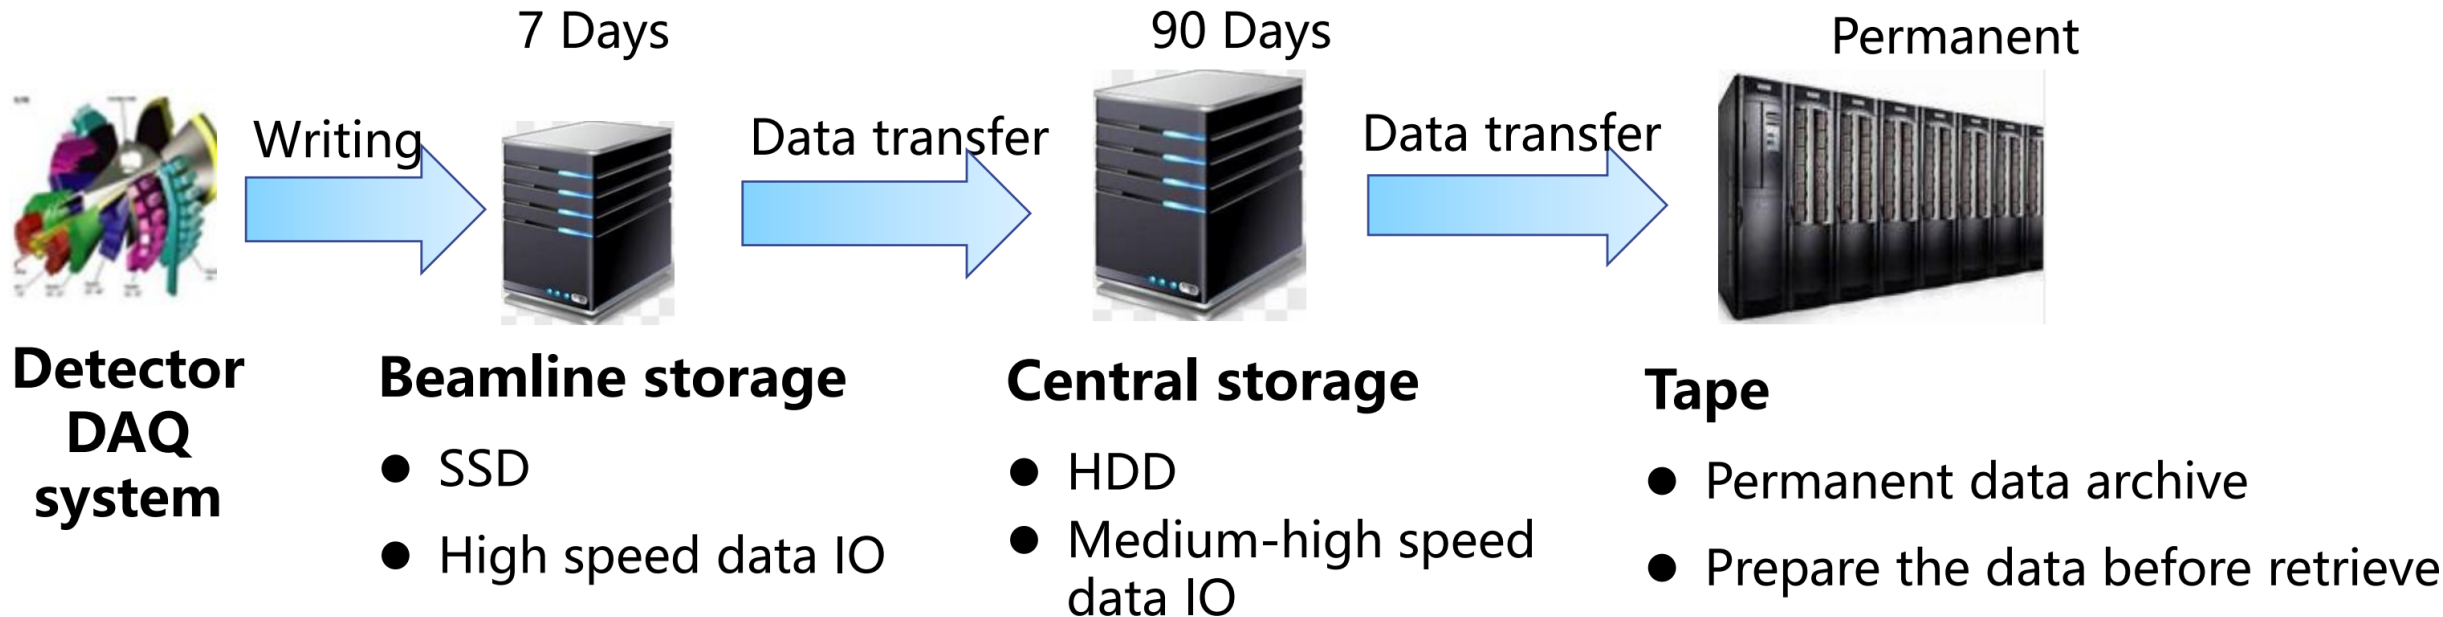 7 Days
90 Days
Permanent
Writing
Data transfer
Data transfer
Detector
DAQ
system
Beamline storage
● SSD
● High speed data IO
Central storage
● HDD
● Medium-high speed
data IO
Tape
● Permanent data archive
● Prepare the data before retrieve